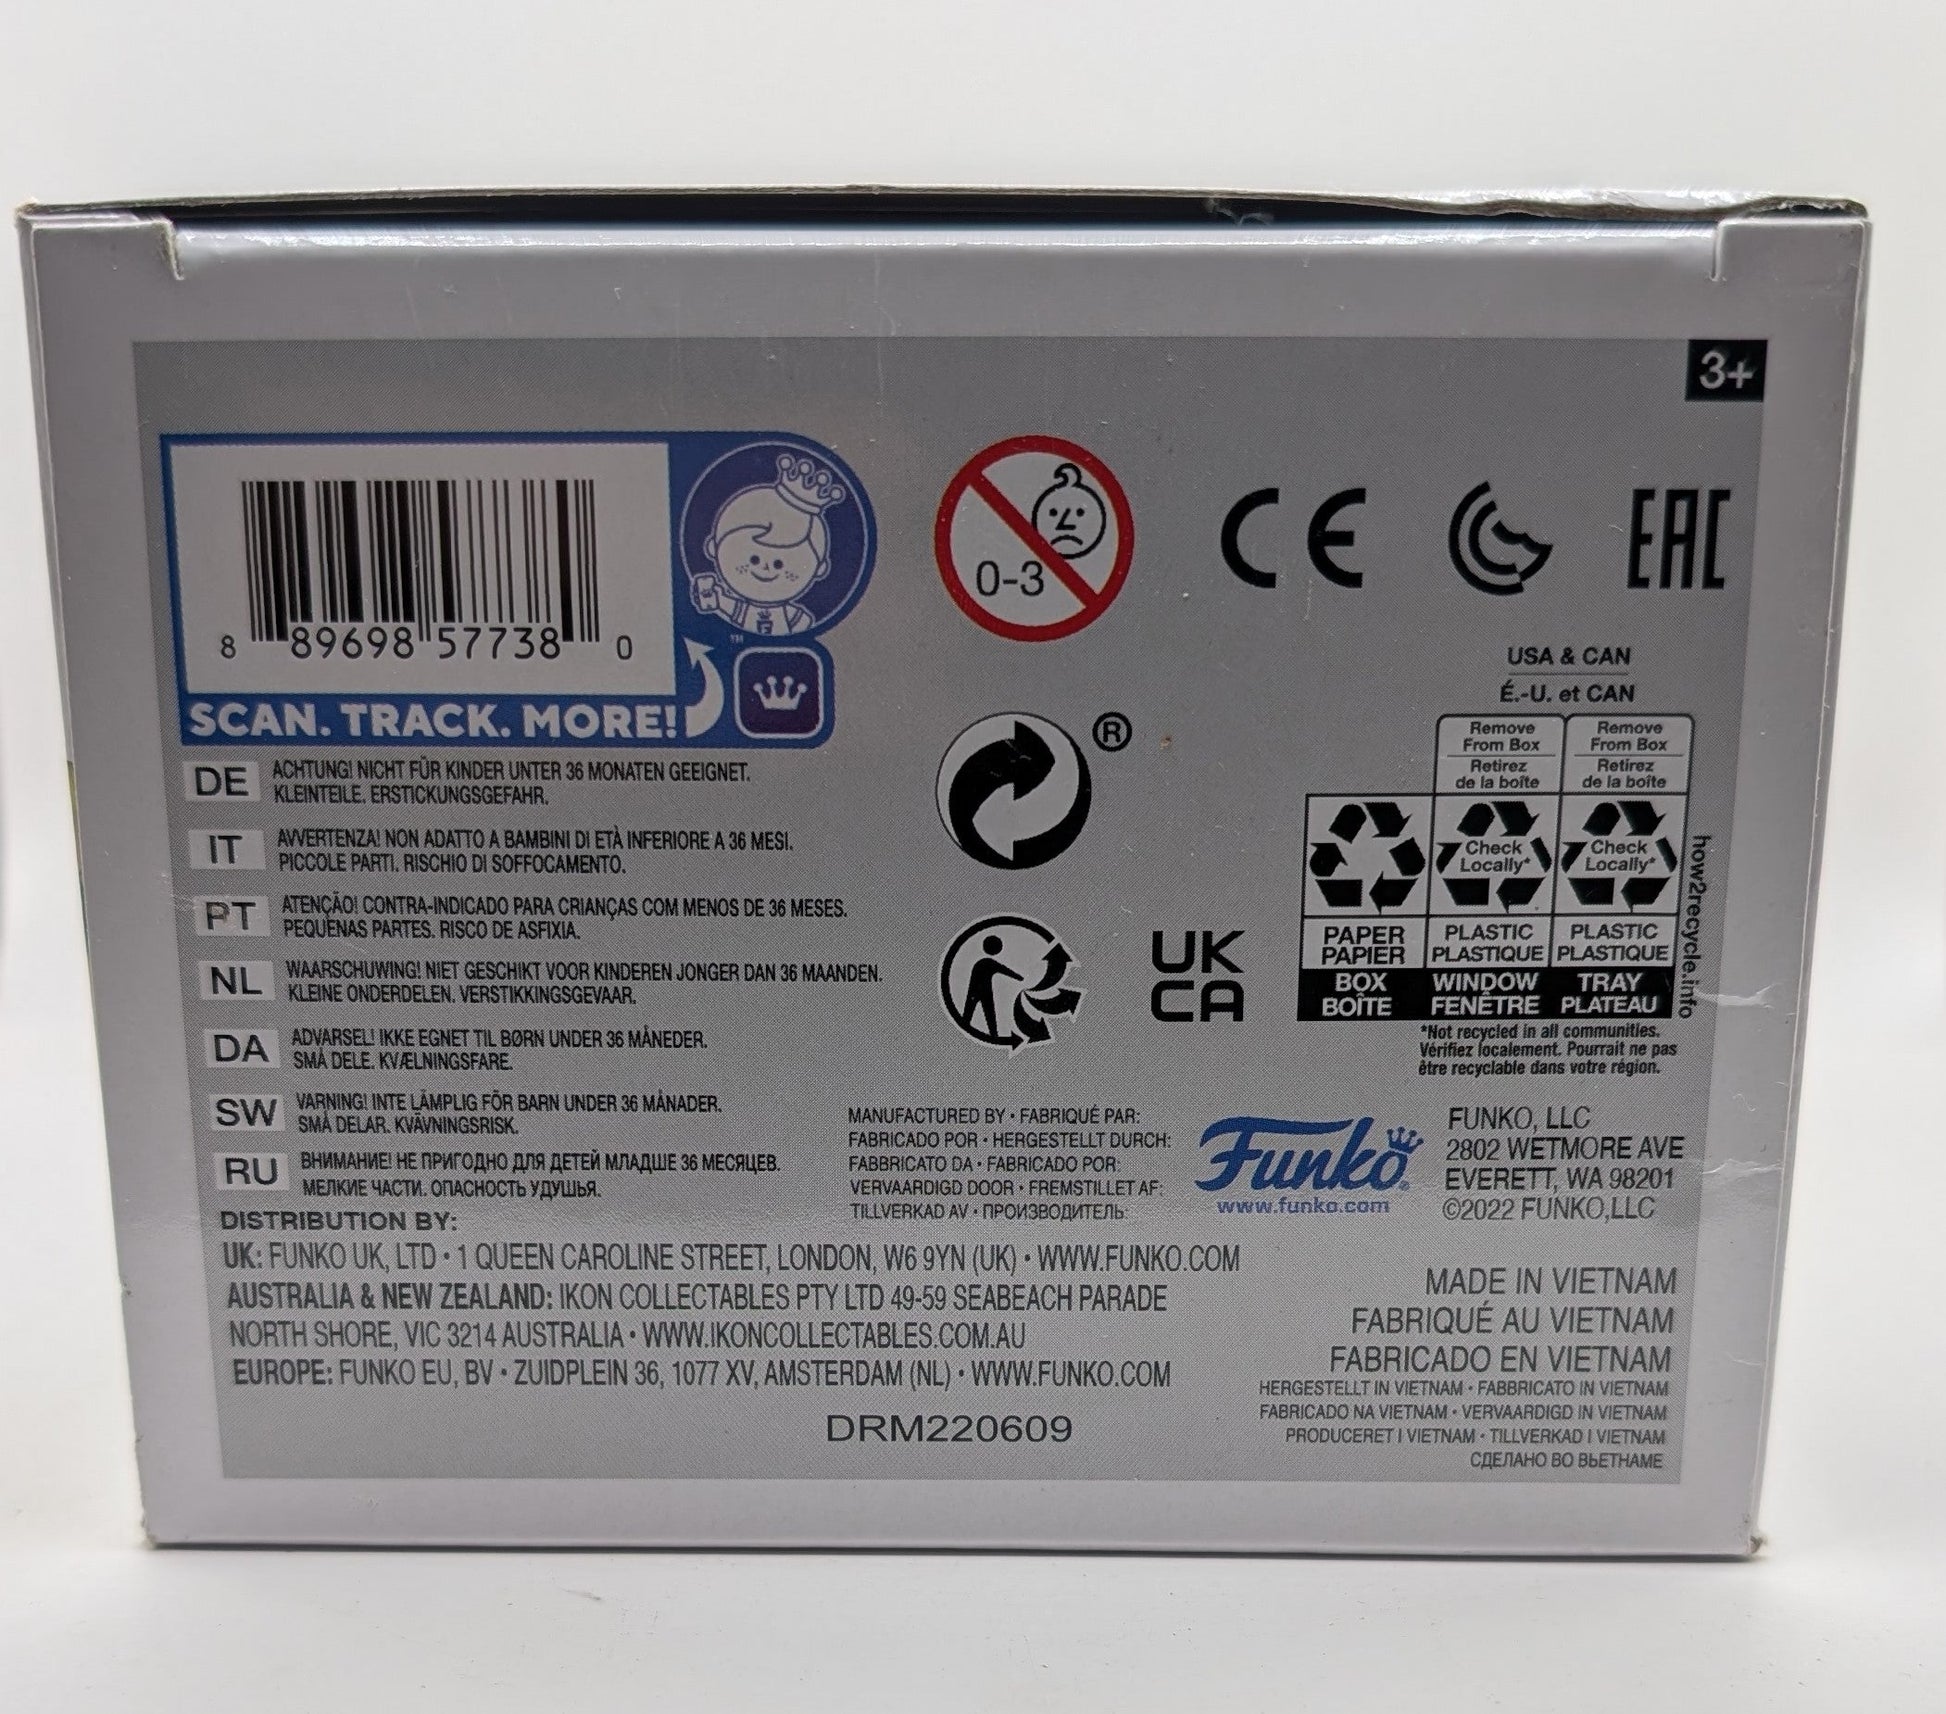 3+
8 89698 57738 0
™
SCAN. TRACK. MORE!
DE ACHTUNG! NICHT FÜR KINDER UNTER 36 MONATEN GEEIGNET.
KLEINTEILE. ERSTICKUNGSGEFAHR.
IT AVVERTENZA! NON ADATTO A BAMBINI DI ETÀ INFERIORE A 36 MESI.
PICCOLE PARTI. RISCHIO DI SOFFOCAMENTO.
PT ATENÇÃO! CONTRA-INDICADO PARA CRIANÇAS COM MENOS DE 36 MESES.
PEQUENAS PARTES. RISCO DE ASFIXIA.
NL WAARSCHUWING! NIET GESCHIKT VOOR KINDEREN JONGER DAN 36 MAANDEN.
KLEINE ONDERDELEN. VERSTIKKINGSGEVAAR.
DA ADVARSEL! IKKE EGNET TIL BØRN UNDER 36 MÅNEDER.
SMÅ DELE. KVÆLNINGSFARE.
SW VARNING! INTE LÄMPLIG FÖR BARN UNDER 36 MÅNADER.
SMÅ DELAR. KVÄVNINGSRISK.
RU ВНИМАНИЕ! НЕ ПРИГОДНО ДЛЯ ДЕТЕЙ МЛАДШЕ 36 МЕСЯЦЕВ.
МЕЛКИЕ ЧАСТИ. ОПАСНОСТЬ УДУШЬЯ.
0-3
CE
EAC
®
UK
CA
USA & CAN
É.-U. et CAN
Remove
From Box
Retirez
de la boîte
Remove
From Box
Retirez
de la boîte
Check
Locally*
Check
Locally*
PAPER
PAPIER
PLASTIC
PLASTIQUE
PLASTIC
PLASTIQUE
BOX
BOÎTE
WINDOW
FENÊTRE
TRAY
PLATEAU
how2recycle.info
*Not recycled in all communities.
Vérifiez localement. Pourrait ne pas
être recyclable dans votre région.
MANUFACTURED BY • FABRIQUÉ PAR:
FABRICADO POR • HERGESTELLT DURCH:
FABBRICATO DA • FABRICADO POR:
VERVAARDIGD DOOR • FREMSTILLET AF:
TILLVERKAD AV • ПРОИЗВОДИТЕЛЬ:
Funko®
www.funko.com
FUNKO, LLC
2802 WETMORE AVE
EVERETT, WA 98201
©2022 FUNKO,LLC
DISTRIBUTION BY:
UK: FUNKO UK, LTD • 1 QUEEN CAROLINE STREET, LONDON, W6 9YN (UK) • WWW.FUNKO.COM
AUSTRALIA & NEW ZEALAND: IKON COLLECTABLES PTY LTD 49-59 SEABEACH PARADE
NORTH SHORE, VIC 3214 AUSTRALIA • WWW.IKONCOLLECTABLES.COM.AU
EUROPE: FUNKO EU, BV • ZUIDPLEIN 36, 1077 XV, AMSTERDAM (NL) • WWW.FUNKO.COM
DRM220609
MADE IN VIETNAM
FABRIQUÉ AU VIETNAM
FABRICADO EN VIETNAM
HERGESTELLT IN VIETNAM • FABBRICATO IN VIETNAM
FABRICADO NA VIETNAM • VERVAARDIGD IN VIETNAM
PRODUCERET I VIETNAM • TILLVERKAD I VIETNAM
СДЕЛАНО ВО ВЬЕТНАМЕ